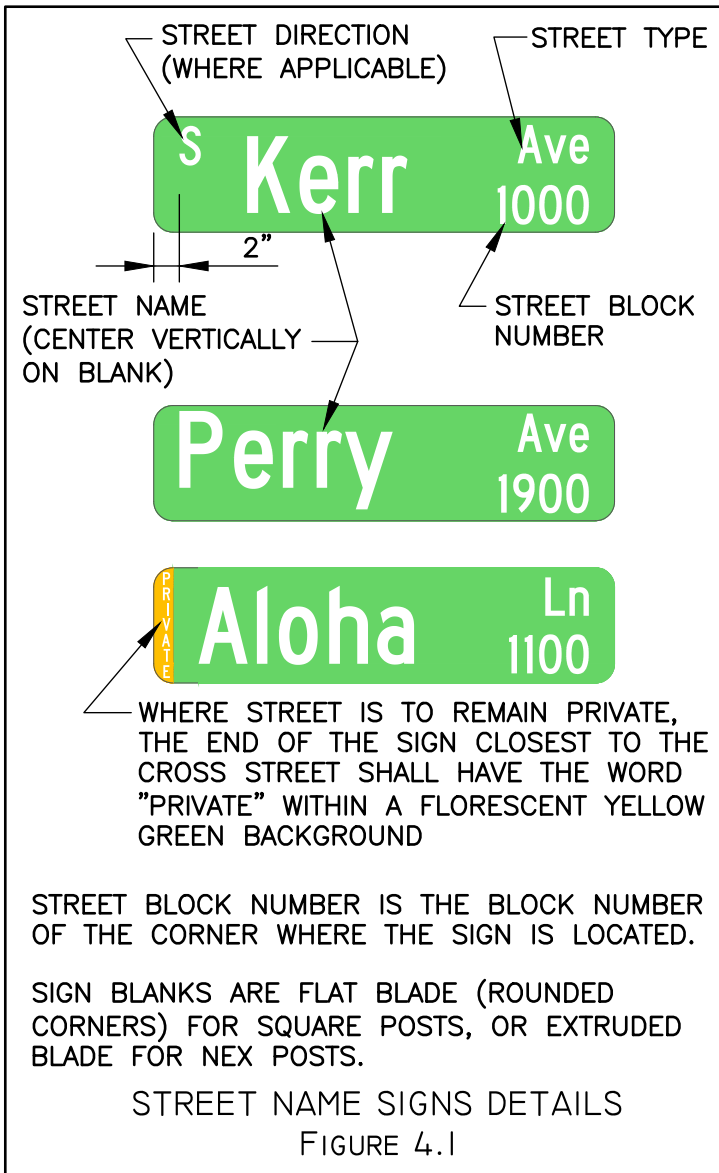 STREET DIRECTION
(WHERE APPLICABLE)
STREET TYPE
S Kerr Ave
1000
2"
STREET NAME
(CENTER VERTICALLY
ON BLANK)
STREET BLOCK
NUMBER
Perry Ave
1900
PRIVATE
Aloha Ln
1100
WHERE STREET IS TO REMAIN PRIVATE,
THE END OF THE SIGN CLOSEST TO THE
CROSS STREET SHALL HAVE THE WORD
"PRIVATE" WITHIN A FLORESCENT YELLOW
GREEN BACKGROUND
STREET BLOCK NUMBER IS THE BLOCK NUMBER
OF THE CORNER WHERE THE SIGN IS LOCATED.
SIGN BLANKS ARE FLAT BLADE (ROUNDED
CORNERS) FOR SQUARE POSTS, OR EXTRUDED
BLADE FOR NEX POSTS.
STREET NAME SIGNS DETAILS
FIGURE 4.1